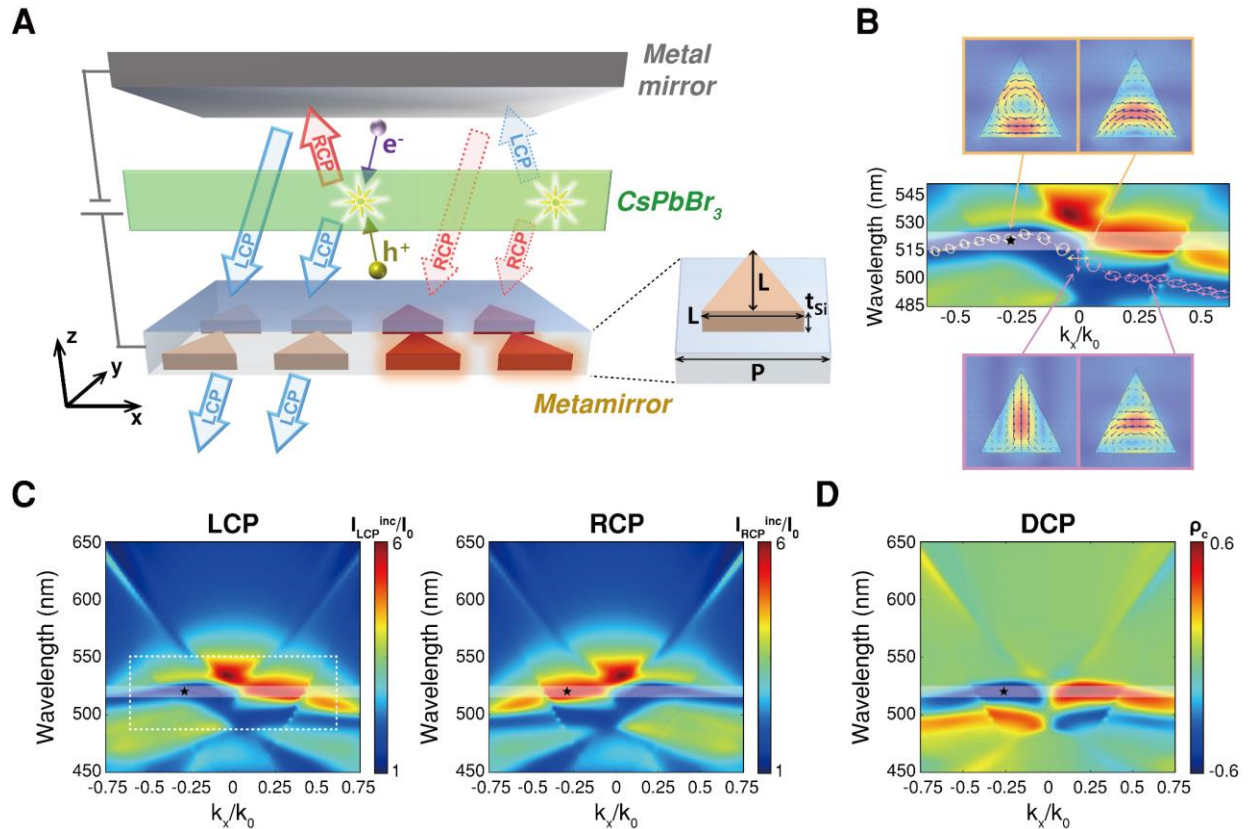 A
Metal
mirror
RCP
e⁻
LCP
CsPbBr₃
LCP
LCP
h⁺
RCP
RCP
L
L
t_Si
P
Metamirror
z
y
x
LCP
LCP
B
Wavelength (nm)
545
530
515
500
485
-0.5
-0.25
0
0.25
0.5
k_x/k_0
C
LCP
I_LCP^inc/I_0
6
1
Wavelength (nm)
650
600
550
500
450
-0.75
-0.5
-0.25
0
0.25
0.5
0.75
k_x/k_0
RCP
I_RCP^inc/I_0
6
1
Wavelength (nm)
650
600
550
500
450
-0.75
-0.5
-0.25
0
0.25
0.5
0.75
k_x/k_0
D
DCP
ρ_c
0.6
-0.6
Wavelength (nm)
650
600
550
500
450
-0.75
-0.5
-0.25
0
0.25
0.5
0.75
k_x/k_0